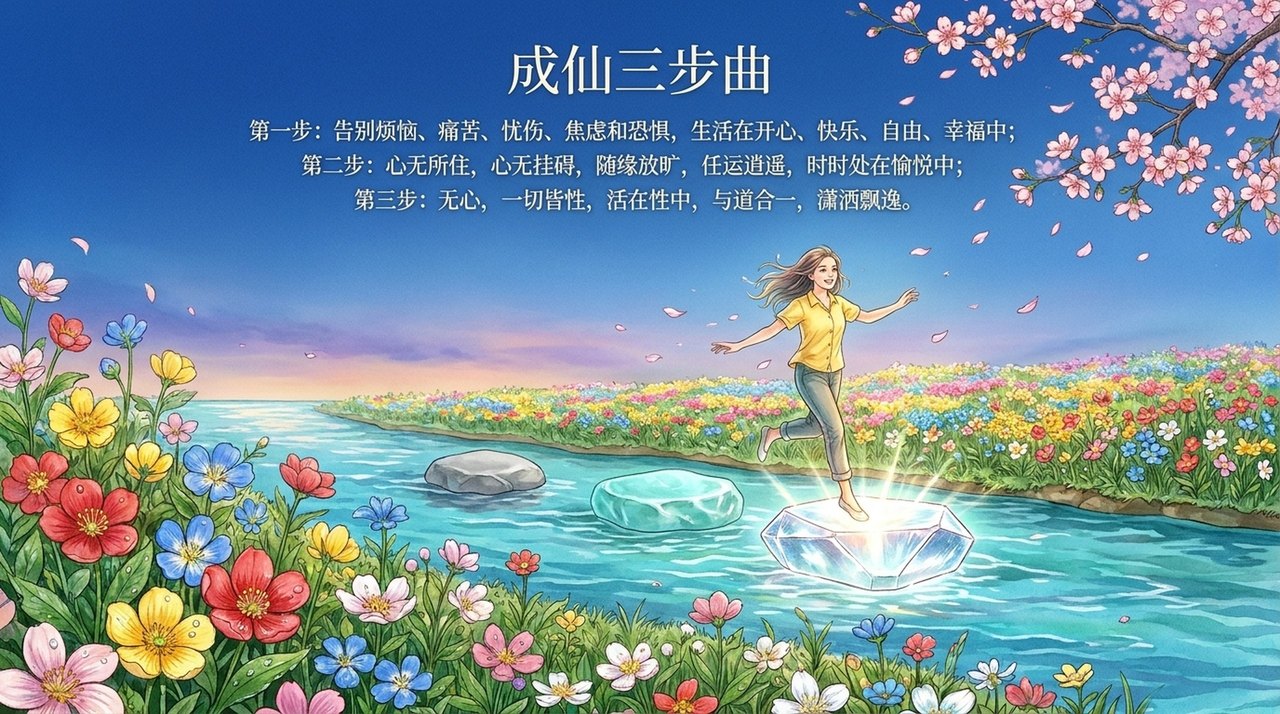 成仙三步曲
第一步：告别烦恼、痛苦、忧伤、焦虑和恐惧，生活在开心、快乐、自由、幸福中；
第二步：心无所住，心无挂碍，随缘放旷，任运逍遥，时时处在愉悦中；
第三步：无心，一切皆性，活在性中，与道合一，潇洒飘逸。